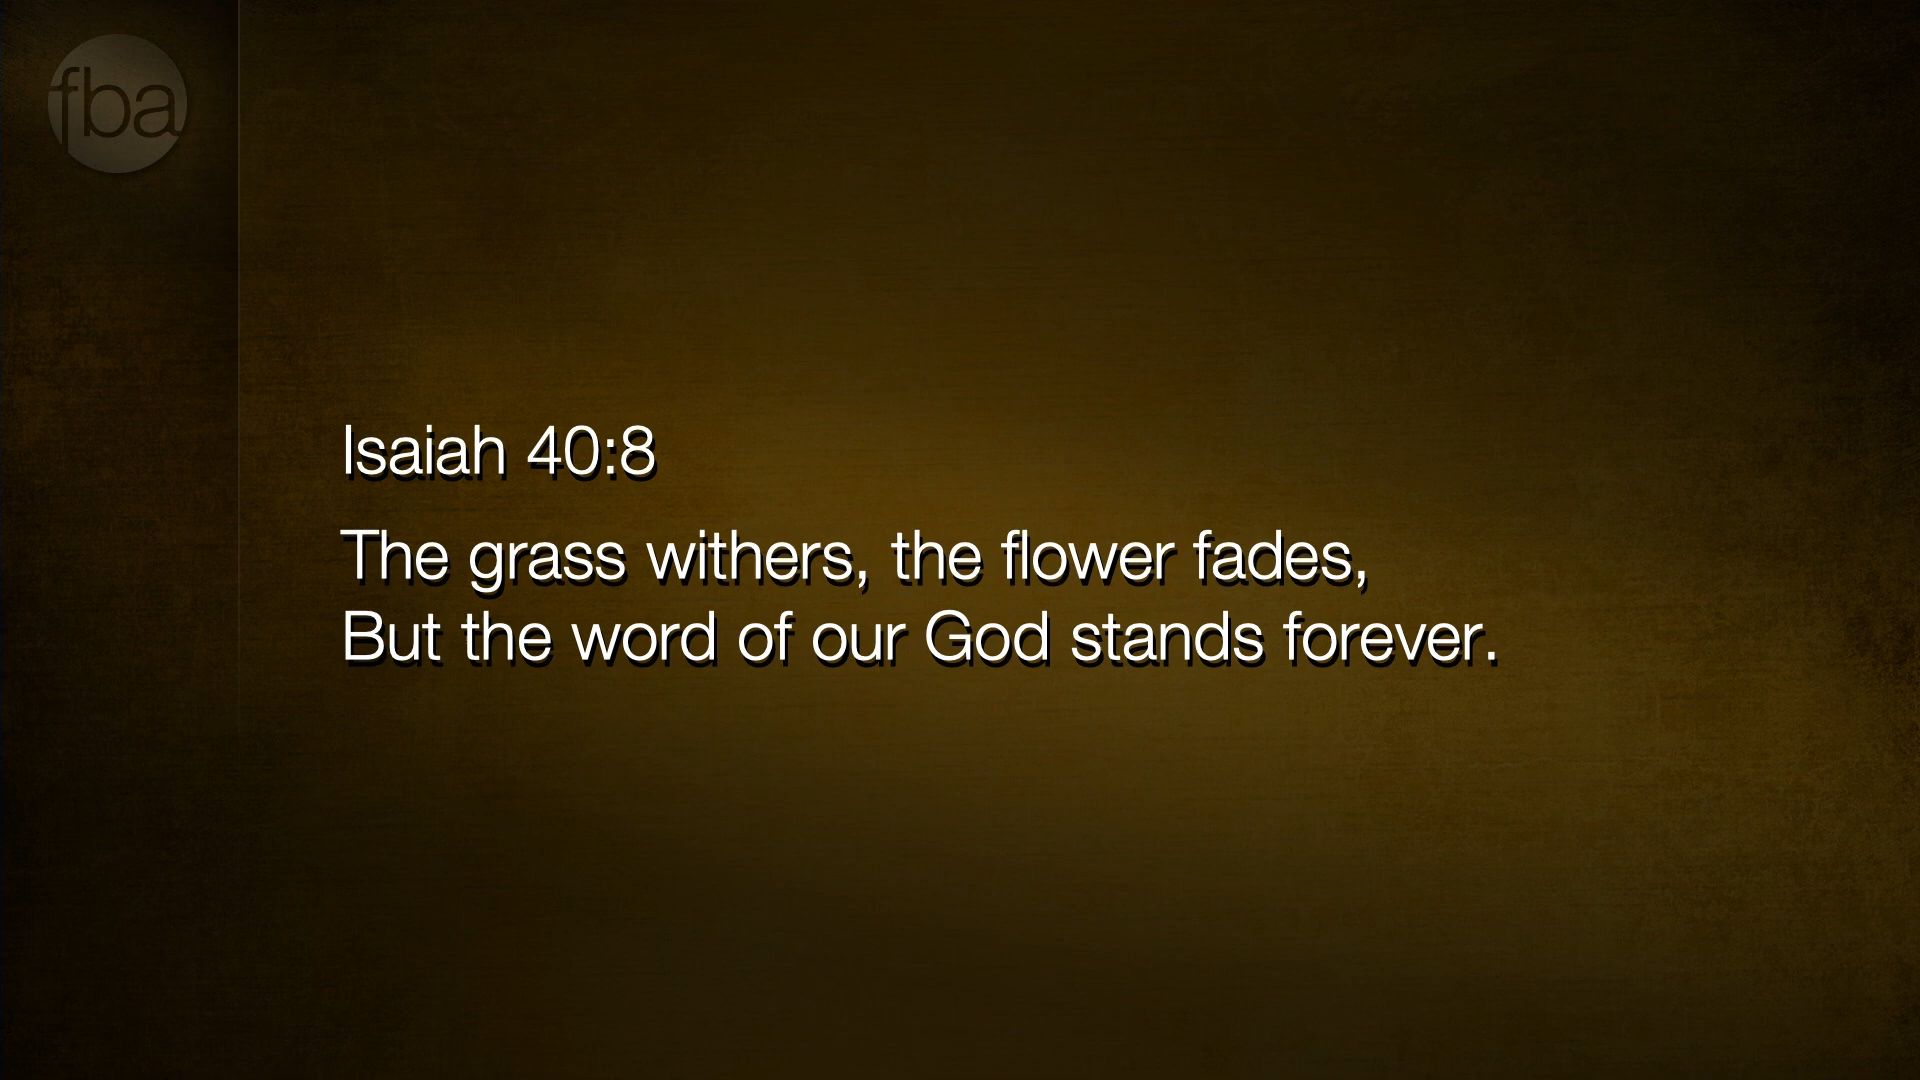 fba
Isaiah 40:8
The grass withers, the flower fades,
But the word of our God stands forever.